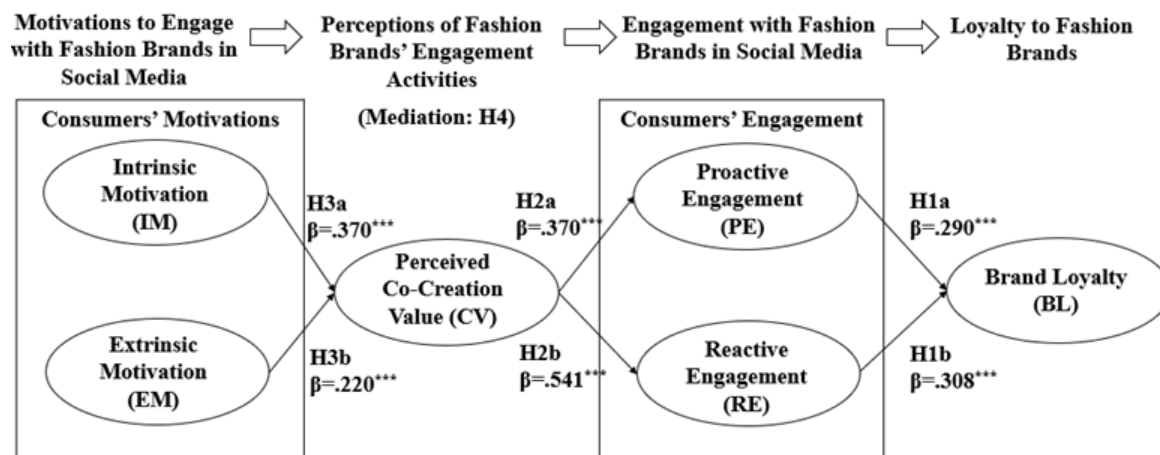 Motivations to Engage
with Fashion Brands in
Social Media
Perceptions of Fashion
Brands' Engagement
Activities
(Mediation: H4)
Engagement with Fashion
Brands in Social Media
Loyalty to Fashion
Brands
Consumers' Motivations
Intrinsic
Motivation
(IM)
Extrinsic
Motivation
(EM)
H3a
β=.370***
H3b
β=.220***
Perceived
Co-Creation
Value (CV)
H2a
β=.370***
H2b
β=.541***
Consumers' Engagement
Proactive
Engagement
(PE)
Reactive
Engagement
(RE)
H1a
β=.290***
H1b
β=.308***
Brand Loyalty
(BL)